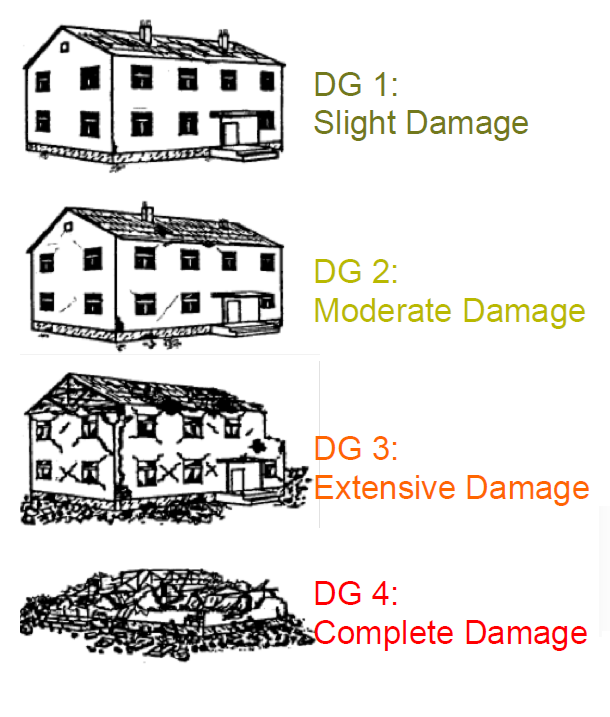 DG 1:
Slight Damage
DG 2:
Moderate Damage
DG 3:
Extensive Damage
DG 4:
Complete Damage